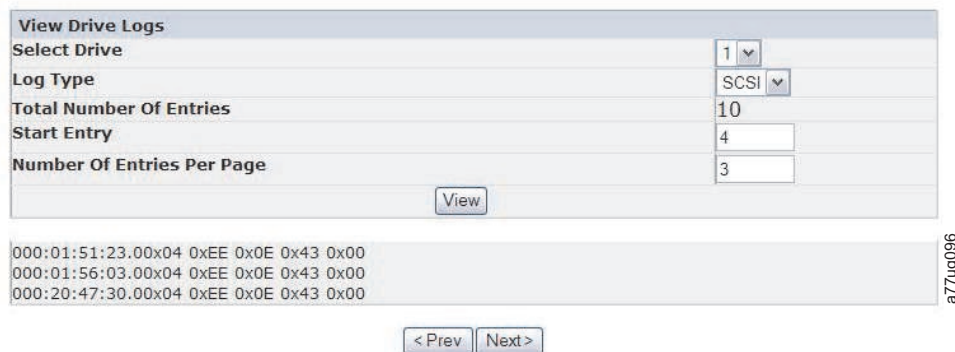 View Drive Logs
Select Drive 1
Log Type SCSI
Total Number Of Entries 10
Start Entry 4
Number Of Entries Per Page 3
View
000:01:51:23.00x04 0xEE 0x0E 0x43 0x00
000:01:56:03.00x04 0xEE 0x0E 0x43 0x00
000:20:47:30.00x04 0xEE 0x0E 0x43 0x00
a77ug096
< Prev Next >